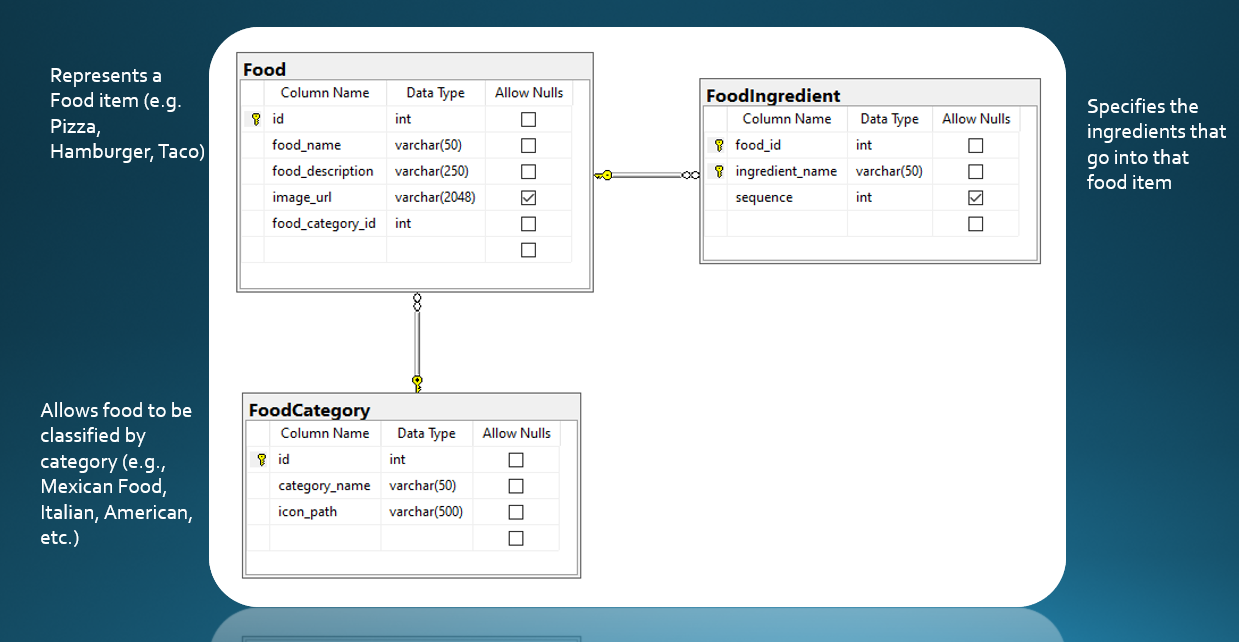 Represents a
Food item (e.g.
Pizza,
Hamburger, Taco)
Food
Column Name Data Type Allow Nulls
id int
food_name varchar(50)
food_description varchar(250)
image_url varchar(2048)
food_category_id int
FoodIngredient
Column Name Data Type Allow Nulls
food_id int
ingredient_name varchar(50)
sequence int
Specifies the
ingredients that
go into that
food item
Allows food to be
classified by
category (e.g.,
Mexican Food,
Italian, American,
etc.)
FoodCategory
Column Name Data Type Allow Nulls
id int
category_name varchar(50)
icon_path varchar(500)